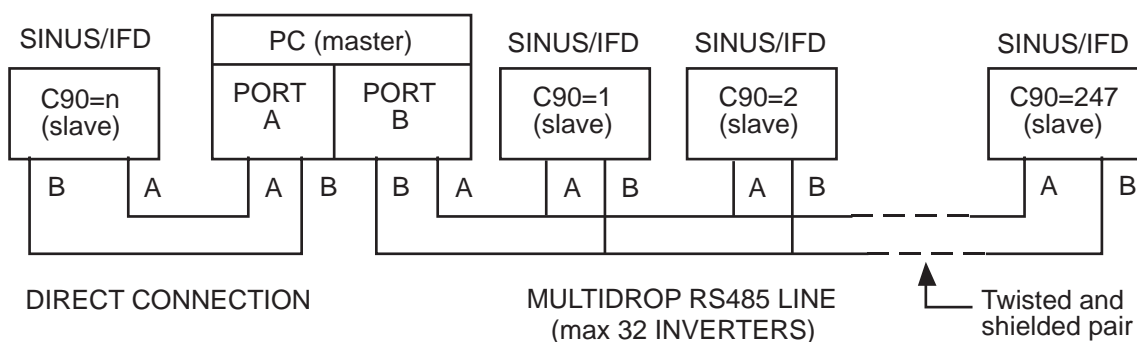 SINUS/IFD
PC (master)
SINUS/IFD
SINUS/IFD
SINUS/IFD
C90=n
(slave)
PORT
A
PORT
B
C90=1
(slave)
C90=2
(slave)
C90=247
(slave)
B
A
A
B
B
A
A
B
A
B
A
B
DIRECT CONNECTION
MULTIDROP RS485 LINE
(max 32 INVERTERS)
Twisted and
shielded pair